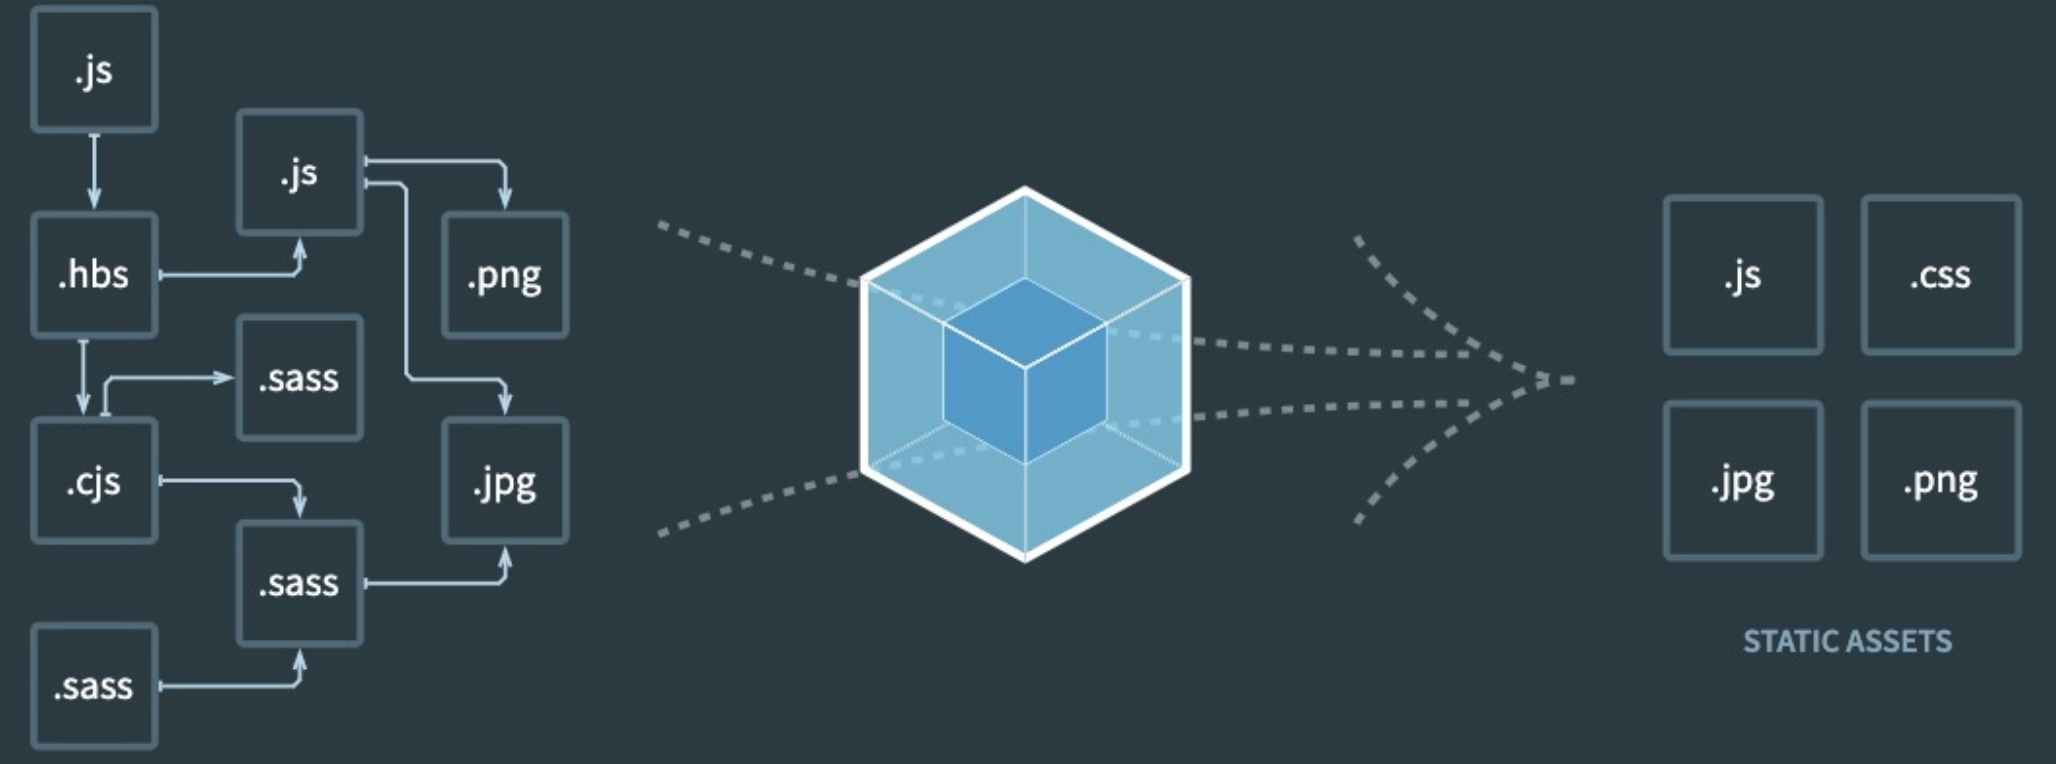 .js
.js
.hbs
.png
.sass
.cjs
.jpg
.sass
.sass
.js
.css
.jpg
.png
STATIC ASSETS